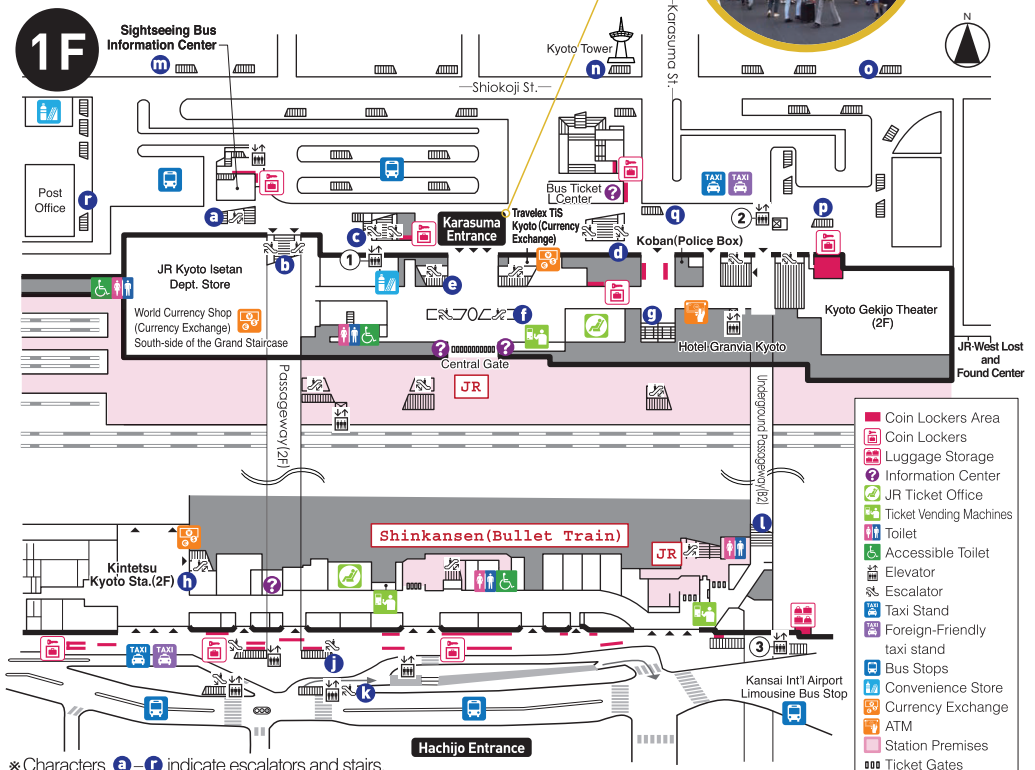 1F
Sightseeing Bus
Information Center
m
Kyoto Tower
n
Karasuma St.
N
o
Shiokoji St.
Post
Office
r
a
Bus Ticket
Center
?
TAXI
TAXI
q
2
p
c
Karasuma
Entrance
Travelex TIS
Kyoto (Currency
Exchange)
d
Koban(Police Box)
b
1
JR Kyoto Isetan
Dept. Store
e
World Currency Shop
(Currency Exchange)
South-side of the Grand Staircase
f
g
Kyoto Gekijo Theater
(2F)
?
?
Central Gate
Hotel Granvia Kyoto
JR-West Lost
and
Found Center
JR
Passageway(2F)
Underground Passageway(B2)
Coin Lockers Area
Coin Lockers
Luggage Storage
? Information Center
JR Ticket Office
Ticket Vending Machines
Toilet
Accessible Toilet
Elevator
Escalator
TAXI Taxi Stand
TAXI Foreign-Friendly
taxi stand
Bus Stops
Convenience Store
Currency Exchange
ATM
Station Premises
Ticket Gates
l
Shinkansen(Bullet Train)
JR
Kintetsu
Kyoto Sta.(2F)
h
?
TAXI
TAXI
j
k
3
Kansai Int'l Airport
Limousine Bus Stop
Hachijo Entrance
※Characters a–r indicate escalators and stairs